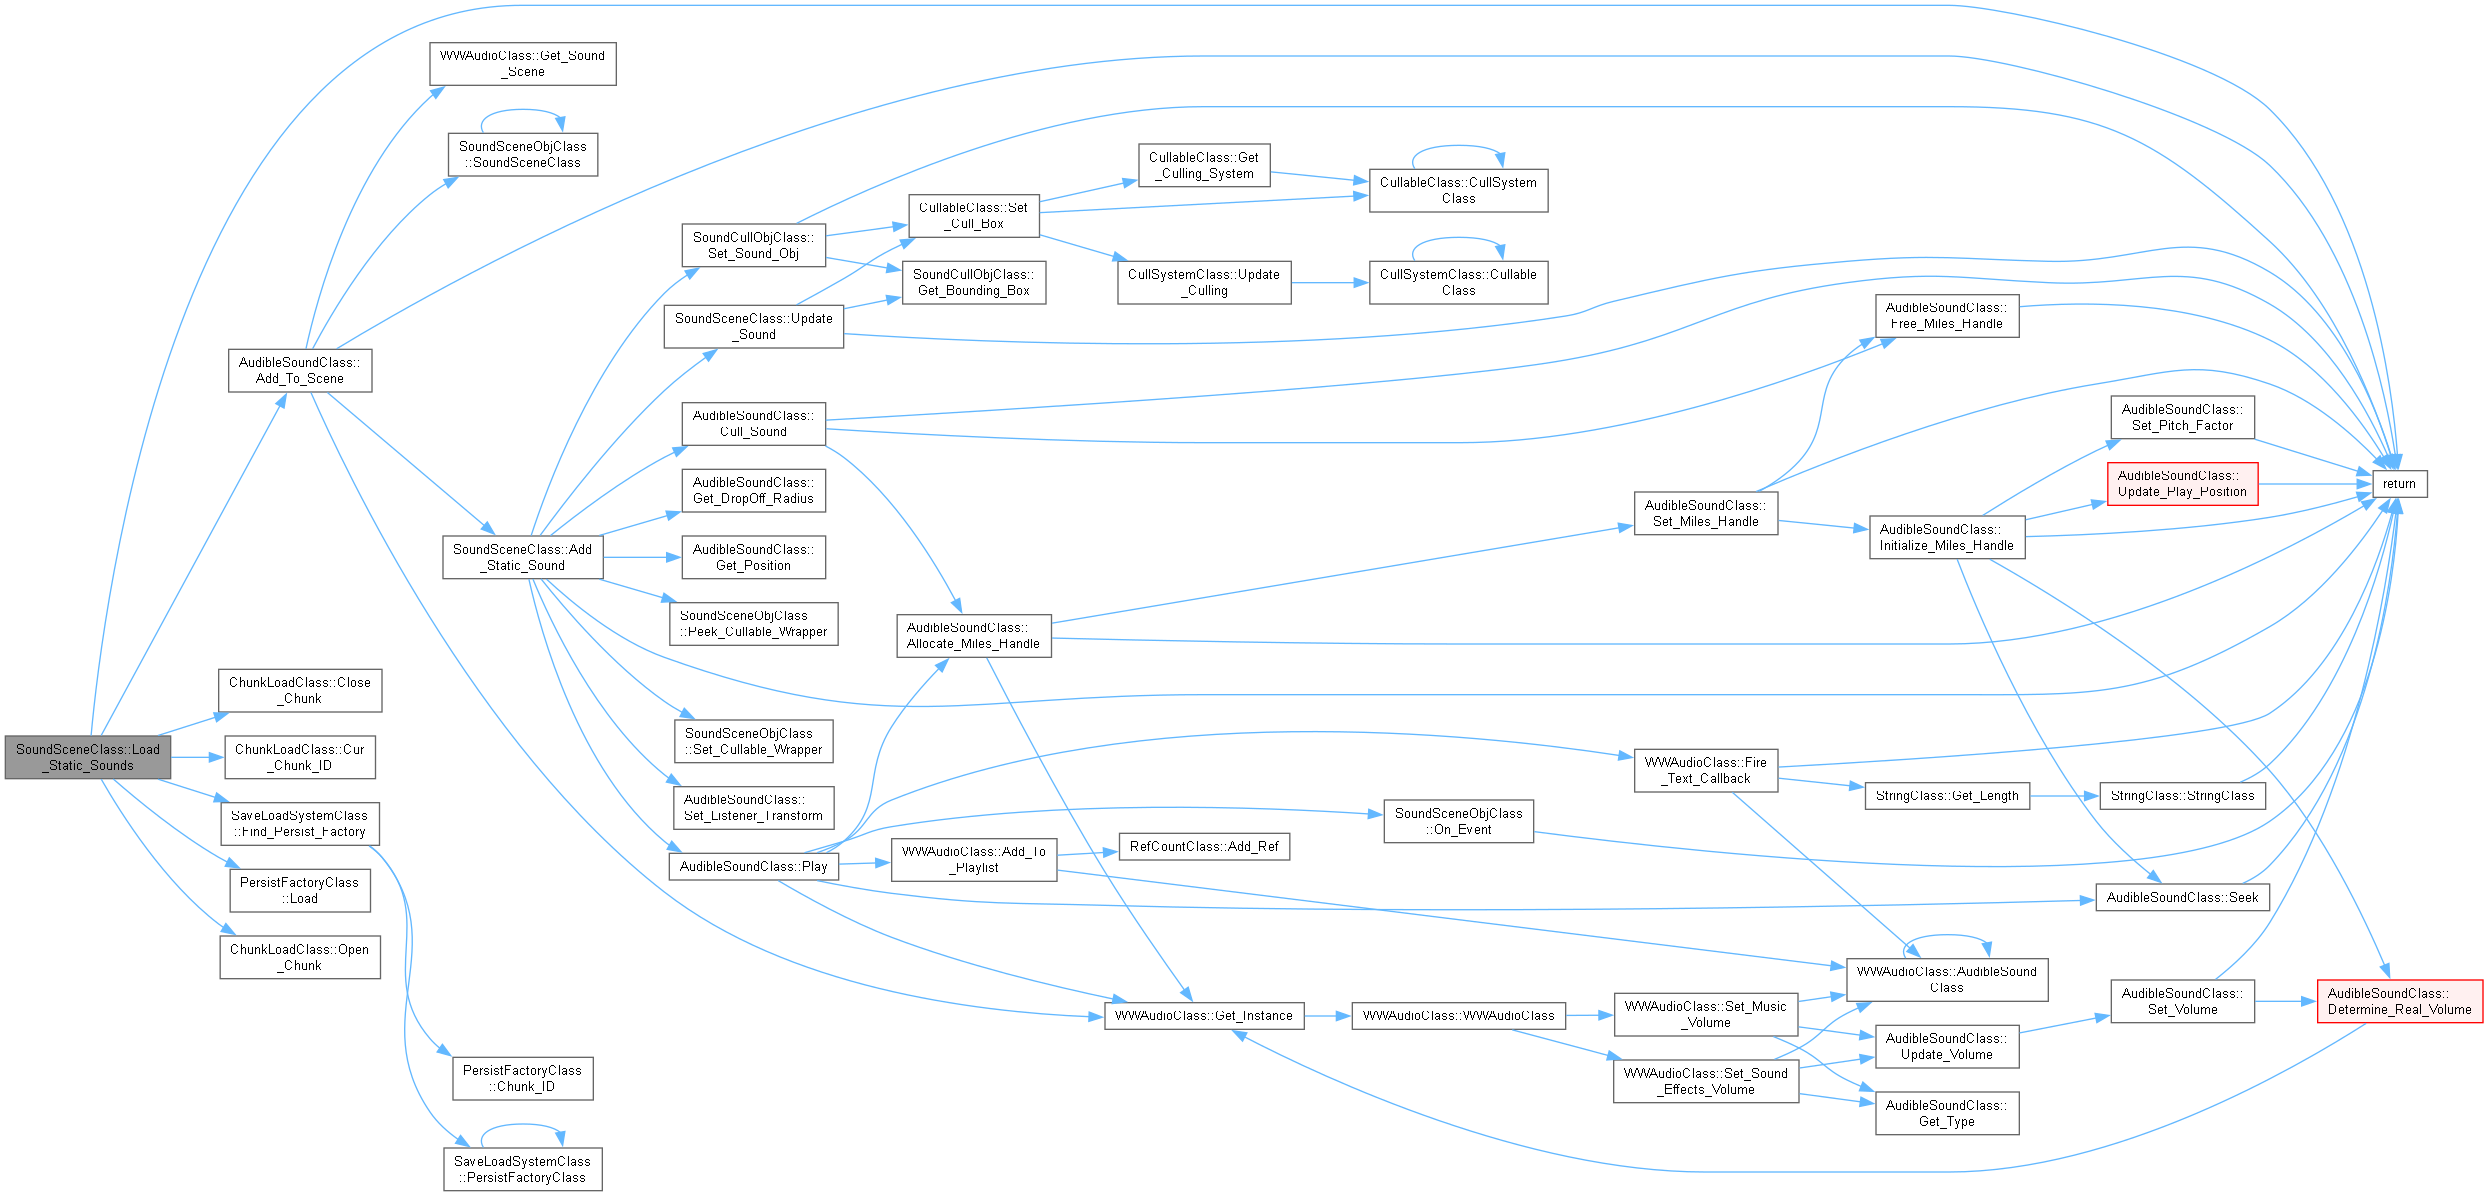 WWAudioClass::Get_Sound
_Scene
SoundSceneObjClass
::SoundSceneClass
AudibleSoundClass::
Add_To_Scene
SoundSceneClass::Add
_Static_Sound
SoundSceneClass::Load
_Static_Sounds
ChunkLoadClass::Close
_Chunk
ChunkLoadClass::Cur
_Chunk_ID
SaveLoadSystemClass
::Find_Persist_Factory
PersistFactoryClass
::Load
ChunkLoadClass::Open
_Chunk
PersistFactoryClass
::Chunk_ID
SaveLoadSystemClass
::PersistFactoryClass
SoundCullObjClass::
Set_Sound_Obj
SoundSceneClass::Update
_Sound
AudibleSoundClass::
Cull_Sound
AudibleSoundClass::
Get_DropOff_Radius
AudibleSoundClass::
Get_Position
SoundSceneObjClass
::Peek_Cullable_Wrapper
SoundSceneObjClass
::Set_Cullable_Wrapper
AudibleSoundClass::
Set_Listener_Transform
AudibleSoundClass::Play
CullableClass::Set
_Cull_Box
SoundCullObjClass::
Get_Bounding_Box
AudibleSoundClass::
Allocate_Miles_Handle
WWAudioClass::Add_To
_Playlist
CullableClass::Get
_Culling_System
CullSystemClass::Update
_Culling
RefCountClass::Add_Ref
WWAudioClass::Get_Instance
CullableClass::CullSystem
Class
CullSystemClass::Cullable
Class
SoundSceneObjClass
::On_Event
WWAudioClass::WWAudioClass
AudibleSoundClass::
Set_Miles_Handle
WWAudioClass::Fire
_Text_Callback
WWAudioClass::Set_Music
_Volume
WWAudioClass::Set_Sound
_Effects_Volume
AudibleSoundClass::
Free_Miles_Handle
AudibleSoundClass::
Initialize_Miles_Handle
StringClass::Get_Length
WWAudioClass::AudibleSound
Class
AudibleSoundClass::
Update_Volume
AudibleSoundClass::
Get_Type
AudibleSoundClass::
Set_Pitch_Factor
AudibleSoundClass::
Update_Play_Position
StringClass::StringClass
AudibleSoundClass::Seek
AudibleSoundClass::
Set_Volume
return
AudibleSoundClass::
Determine_Real_Volume